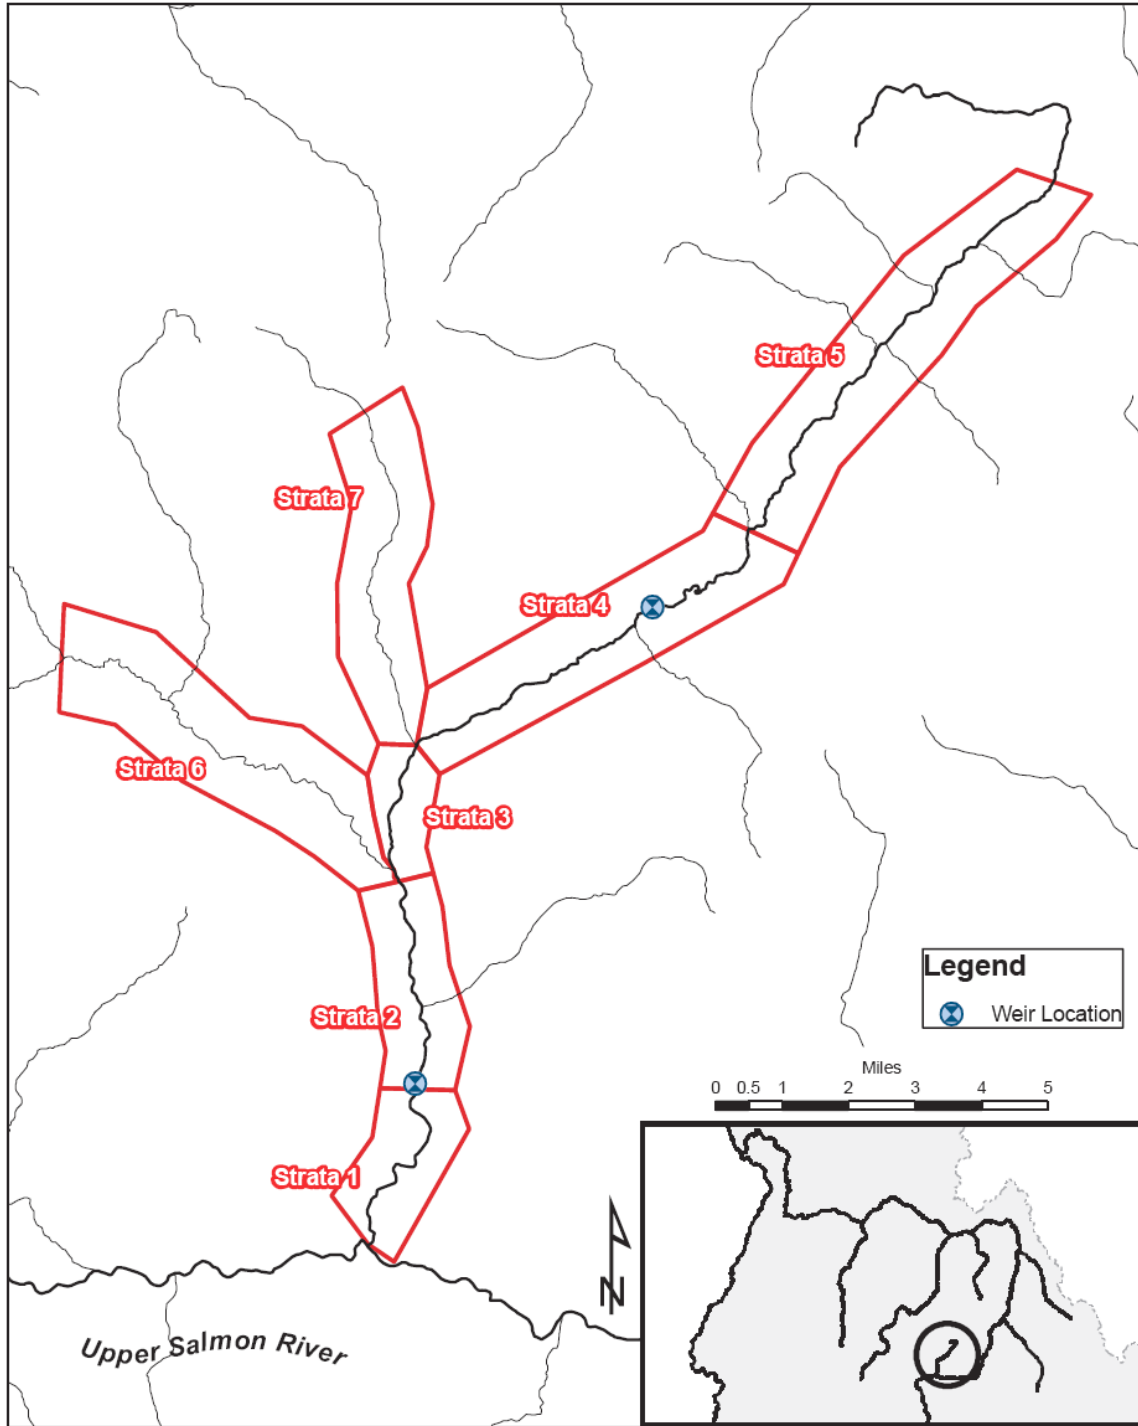 Strata 5
Strata 7
Strata 4
Strata 6
Strata 3
Strata 2
Strata 1
Legend
Weir Location
Miles
0 0.5 1 2 3 4 5
N
Upper Salmon River